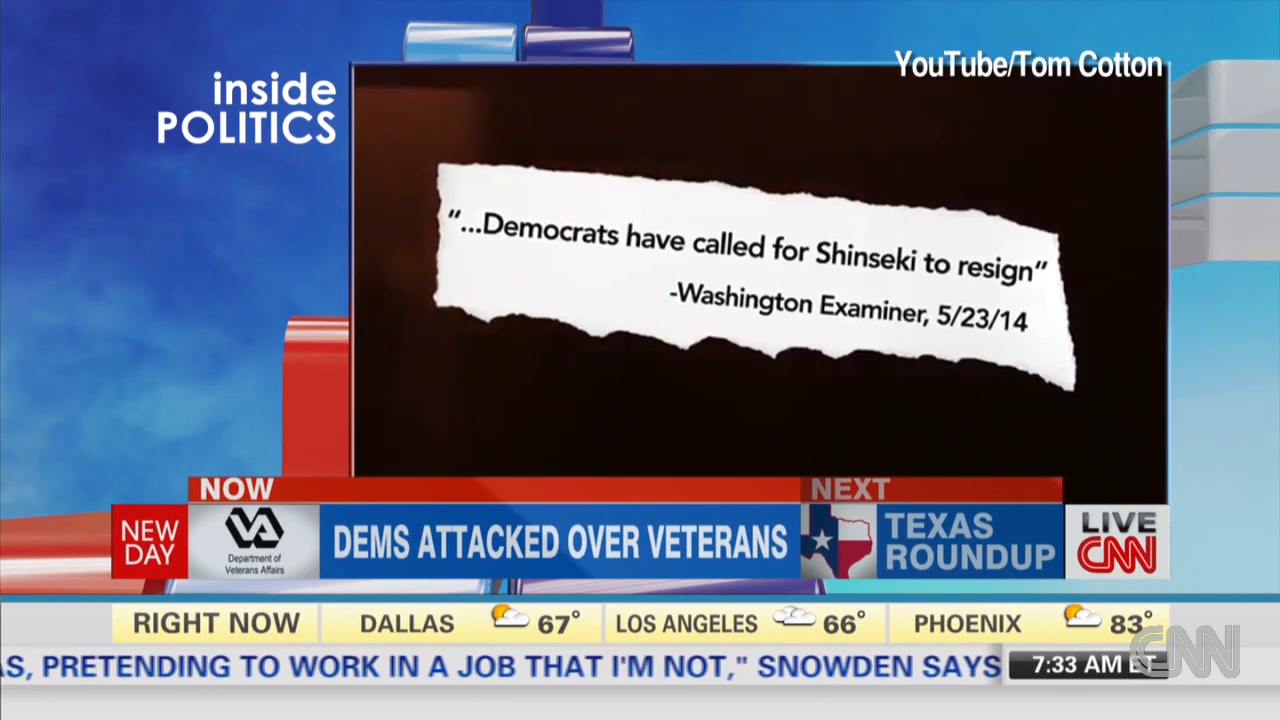 YouTube/Tom Cotton
inside
POLITICS
“...Democrats have called for Shinseki to resign”
-Washington Examiner, 5/23/14
NOW
NEXT
NEW
DAY
VA
Department of
Veterans Affairs
DEMS ATTACKED OVER VETERANS
TEXAS
ROUNDUP
LIVE
CNN
RIGHT NOW
DALLAS 67°
LOS ANGELES 66°
PHOENIX 83°
AS, PRETENDING TO WORK IN A JOB THAT I'M NOT," SNOWDEN SAYS
7:33 AM ET
CNN